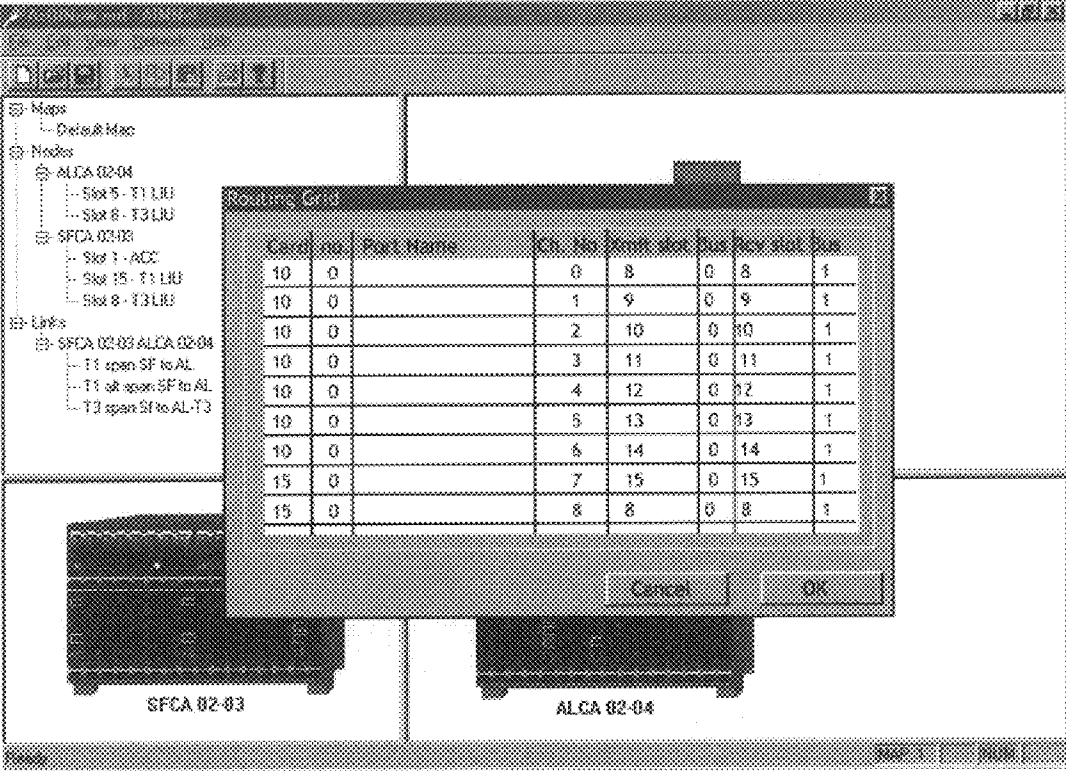 Maps
Default Map
Nodes
ALCA 02-04
Slot 5 - T1 LIU
Slot 8 - T3 LIU
SFCA 02-03
Slot 1 - ACC
Slot 15 - T1 LIU
Slot 8 - T3 LIU
Links
SFCA 02-03 ALCA 02-04
T1 span SF to AL
T1 alt span SF to AL
T3 span Sf to AL-T3
Routing Grid
Card no. Port Name Ch. No Xmit slot Bus Rcv slot Bus
10 0 0 8 0 8 1
10 0 1 9 0 9 1
10 0 2 10 0 10 1
10 0 3 11 0 11 1
10 0 4 12 0 12 1
10 0 5 13 0 13 1
10 0 6 14 0 14 1
15 0 7 15 0 15 1
15 0 8 8 0 8 1
Cancel OK
SFCA 02-03
ALCA 02-04
Ready
NUM